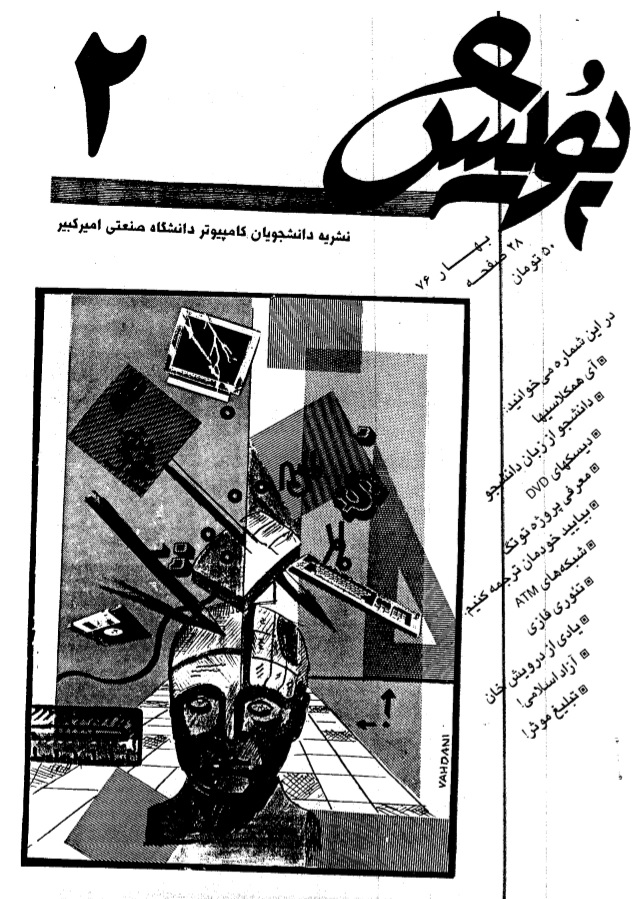 ۲
پویش
نشریه دانشجویان کامپیوتر دانشگاه صنعتی امیرکبیر
بهار ۷۶
۲۸ صفحه
۵۰ تومان
در این شماره می‌خوانید:
آی همکلاسیها
دانشجو از زبان دانشجو
دیسکهای DVD
معرفی پروژه تونگا
بیایید خودمان ترجمه کنیم.
شبکه‌های ATM
تئوری فازی
یادی از درویش خان
آزاد اسلامی!
تبلیغ موثر!
VAHDANI